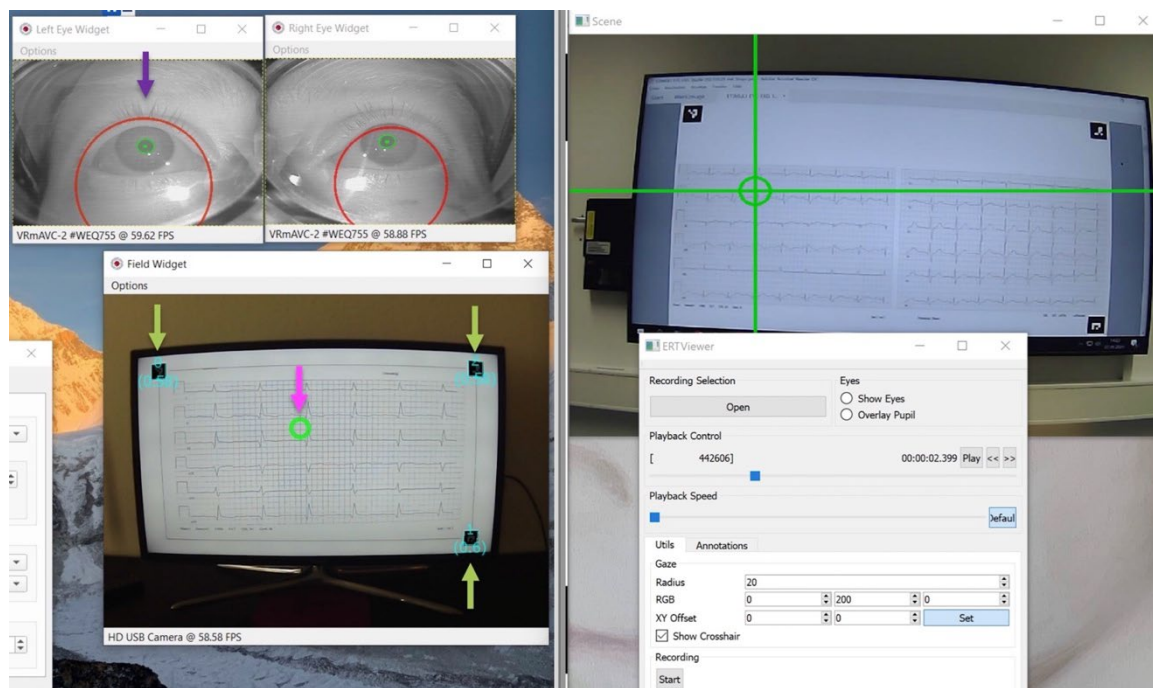 Left Eye Widget
Options
VRmAVC-2 #WEQ755 @ 59.62 FPS
Right Eye Widget
Options
VRmAVC-2 #WEQ755 @ 58.88 FPS
Field Widget
Options
(0.6)
HD USB Camera @ 58.58 FPS
Scene
ERTViewer
Recording Selection
Open
Eyes
Show Eyes
Overlay Pupil
Playback Control
[ 442606] 00:00:02.399 Play << >>
Playback Speed
Defaul
Utils Annotations
Gaze
Radius 20
RGB 0 200 0
XY Offset 0 0 Set
Show Crosshair
Recording
Start